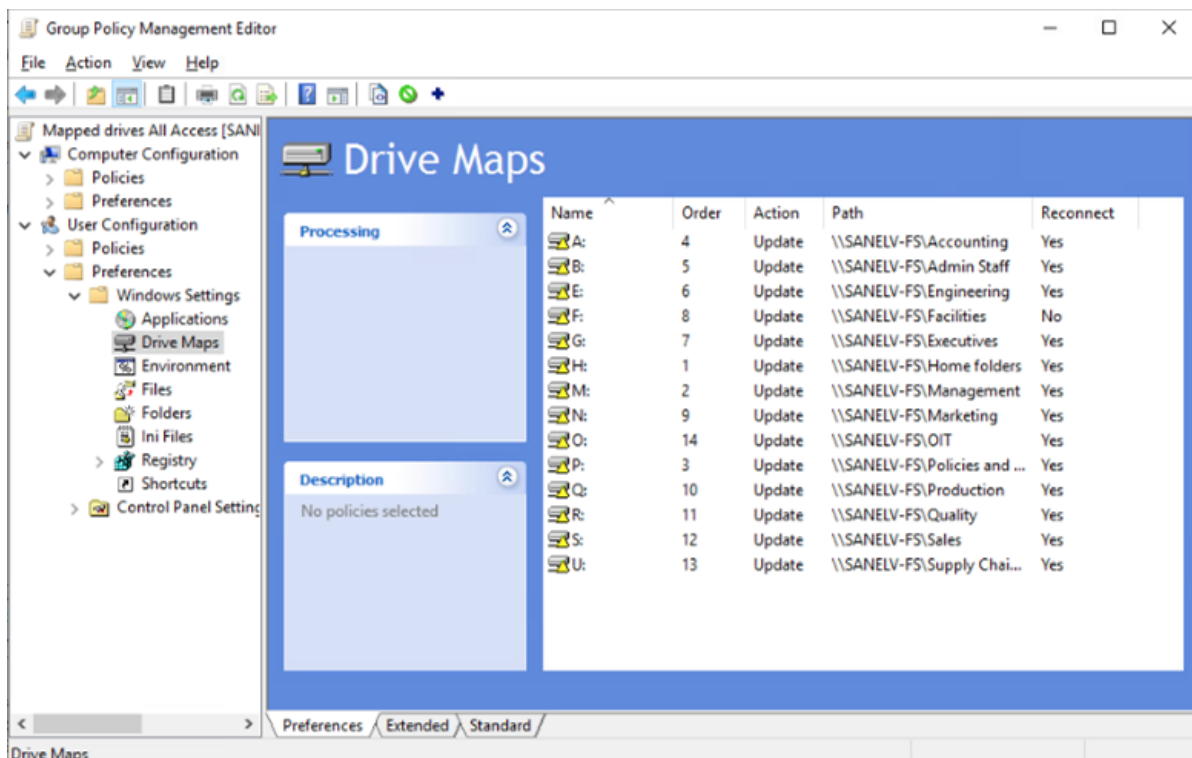 Group Policy Management Editor
File Action View Help
Mapped drives All Access [SANI
Computer Configuration
Policies
Preferences
User Configuration
Policies
Preferences
Windows Settings
Applications
Drive Maps
Environment
Files
Folders
Ini Files
Registry
Shortcuts
Control Panel Setting
Drive Maps
Processing
Description
No policies selected
Name Order Action Path Reconnect
A: 4 Update \\SANELV-FS\Accounting Yes
B: 5 Update \\SANELV-FS\Admin Staff Yes
E: 6 Update \\SANELV-FS\Engineering Yes
F: 8 Update \\SANELV-FS\Facilities No
G: 7 Update \\SANELV-FS\Executives Yes
H: 1 Update \\SANELV-FS\Home folders Yes
M: 2 Update \\SANELV-FS\Management Yes
N: 9 Update \\SANELV-FS\Marketing Yes
O: 14 Update \\SANELV-FS\OIT Yes
P: 3 Update \\SANELV-FS\Policies and ... Yes
Q: 10 Update \\SANELV-FS\Production Yes
R: 11 Update \\SANELV-FS\Quality Yes
S: 12 Update \\SANELV-FS\Sales Yes
U: 13 Update \\SANELV-FS\Supply Chai... Yes
Preferences Extended Standard
Drive Maps